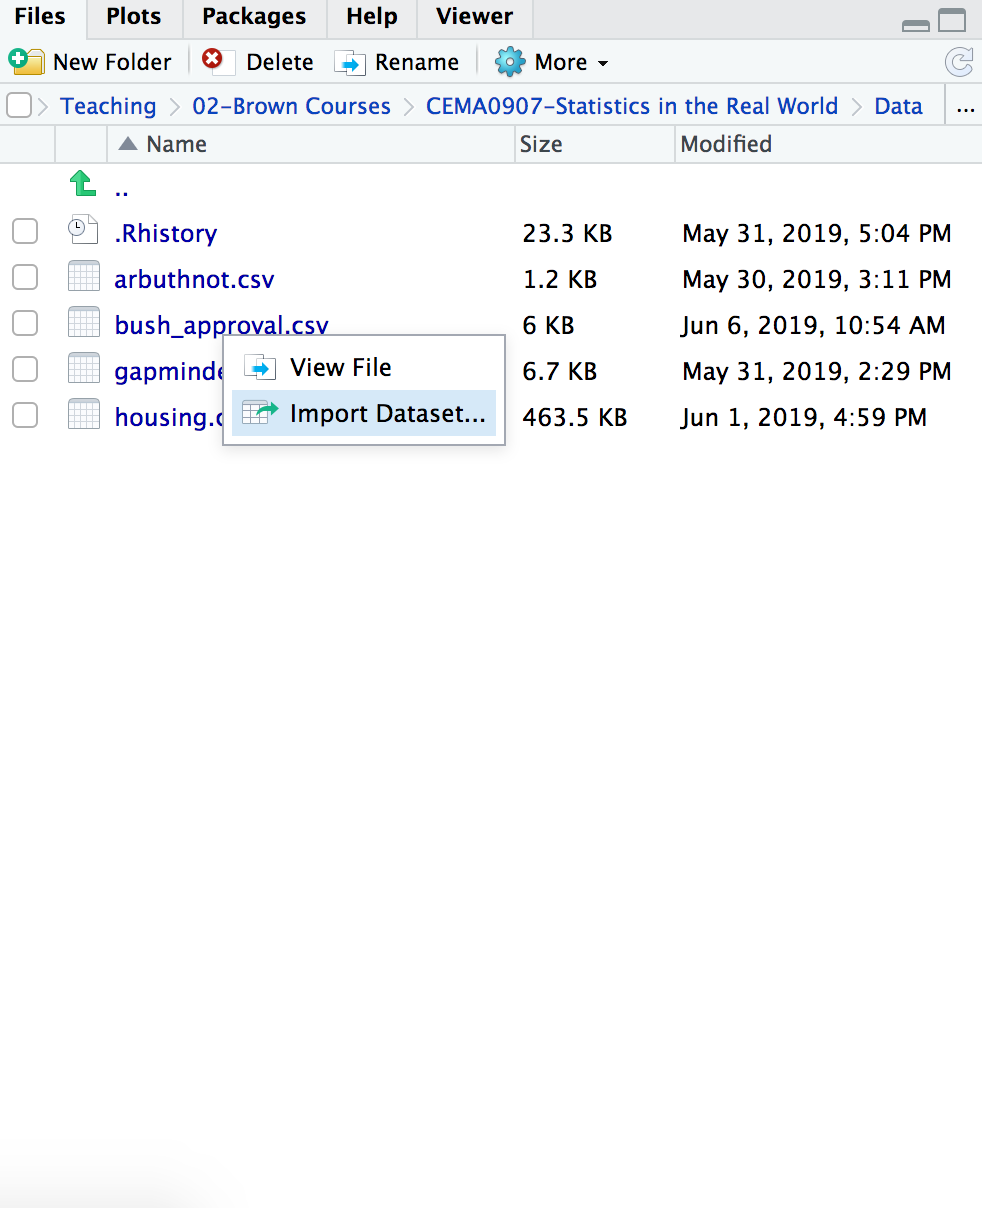 Files Plots Packages Help Viewer
New Folder Delete Rename More
Teaching 02-Brown Courses CEMA0907-Statistics in the Real World Data ...
Name Size Modified
..
.Rhistory 23.3 KB May 31, 2019, 5:04 PM
arbuthnot.csv 1.2 KB May 30, 2019, 3:11 PM
bush_approval.csv 6 KB Jun 6, 2019, 10:54 AM
gapminde 6.7 KB May 31, 2019, 2:29 PM
View File
housing.c 463.5 KB Jun 1, 2019, 4:59 PM
Import Dataset...